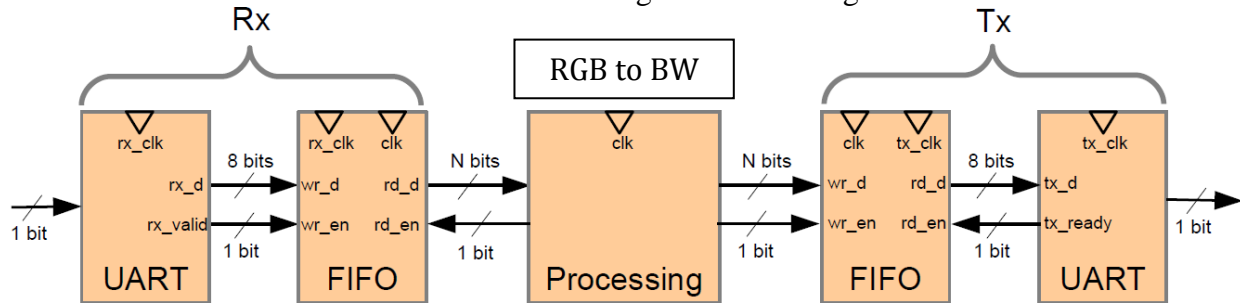 Rx
Tx
RGB to BW
rx_clk
rx_clk clk
clk
clk tx_clk
tx_clk
8 bits
N bits
N bits
8 bits
rx_d
wr_d rd_d
wr_d rd_d
tx_d
rx_valid
wr_en rd_en
wr_en rd_en
tx_ready
1 bit
1 bit
1 bit
1 bit
1 bit
1 bit
UART
FIFO
Processing
FIFO
UART